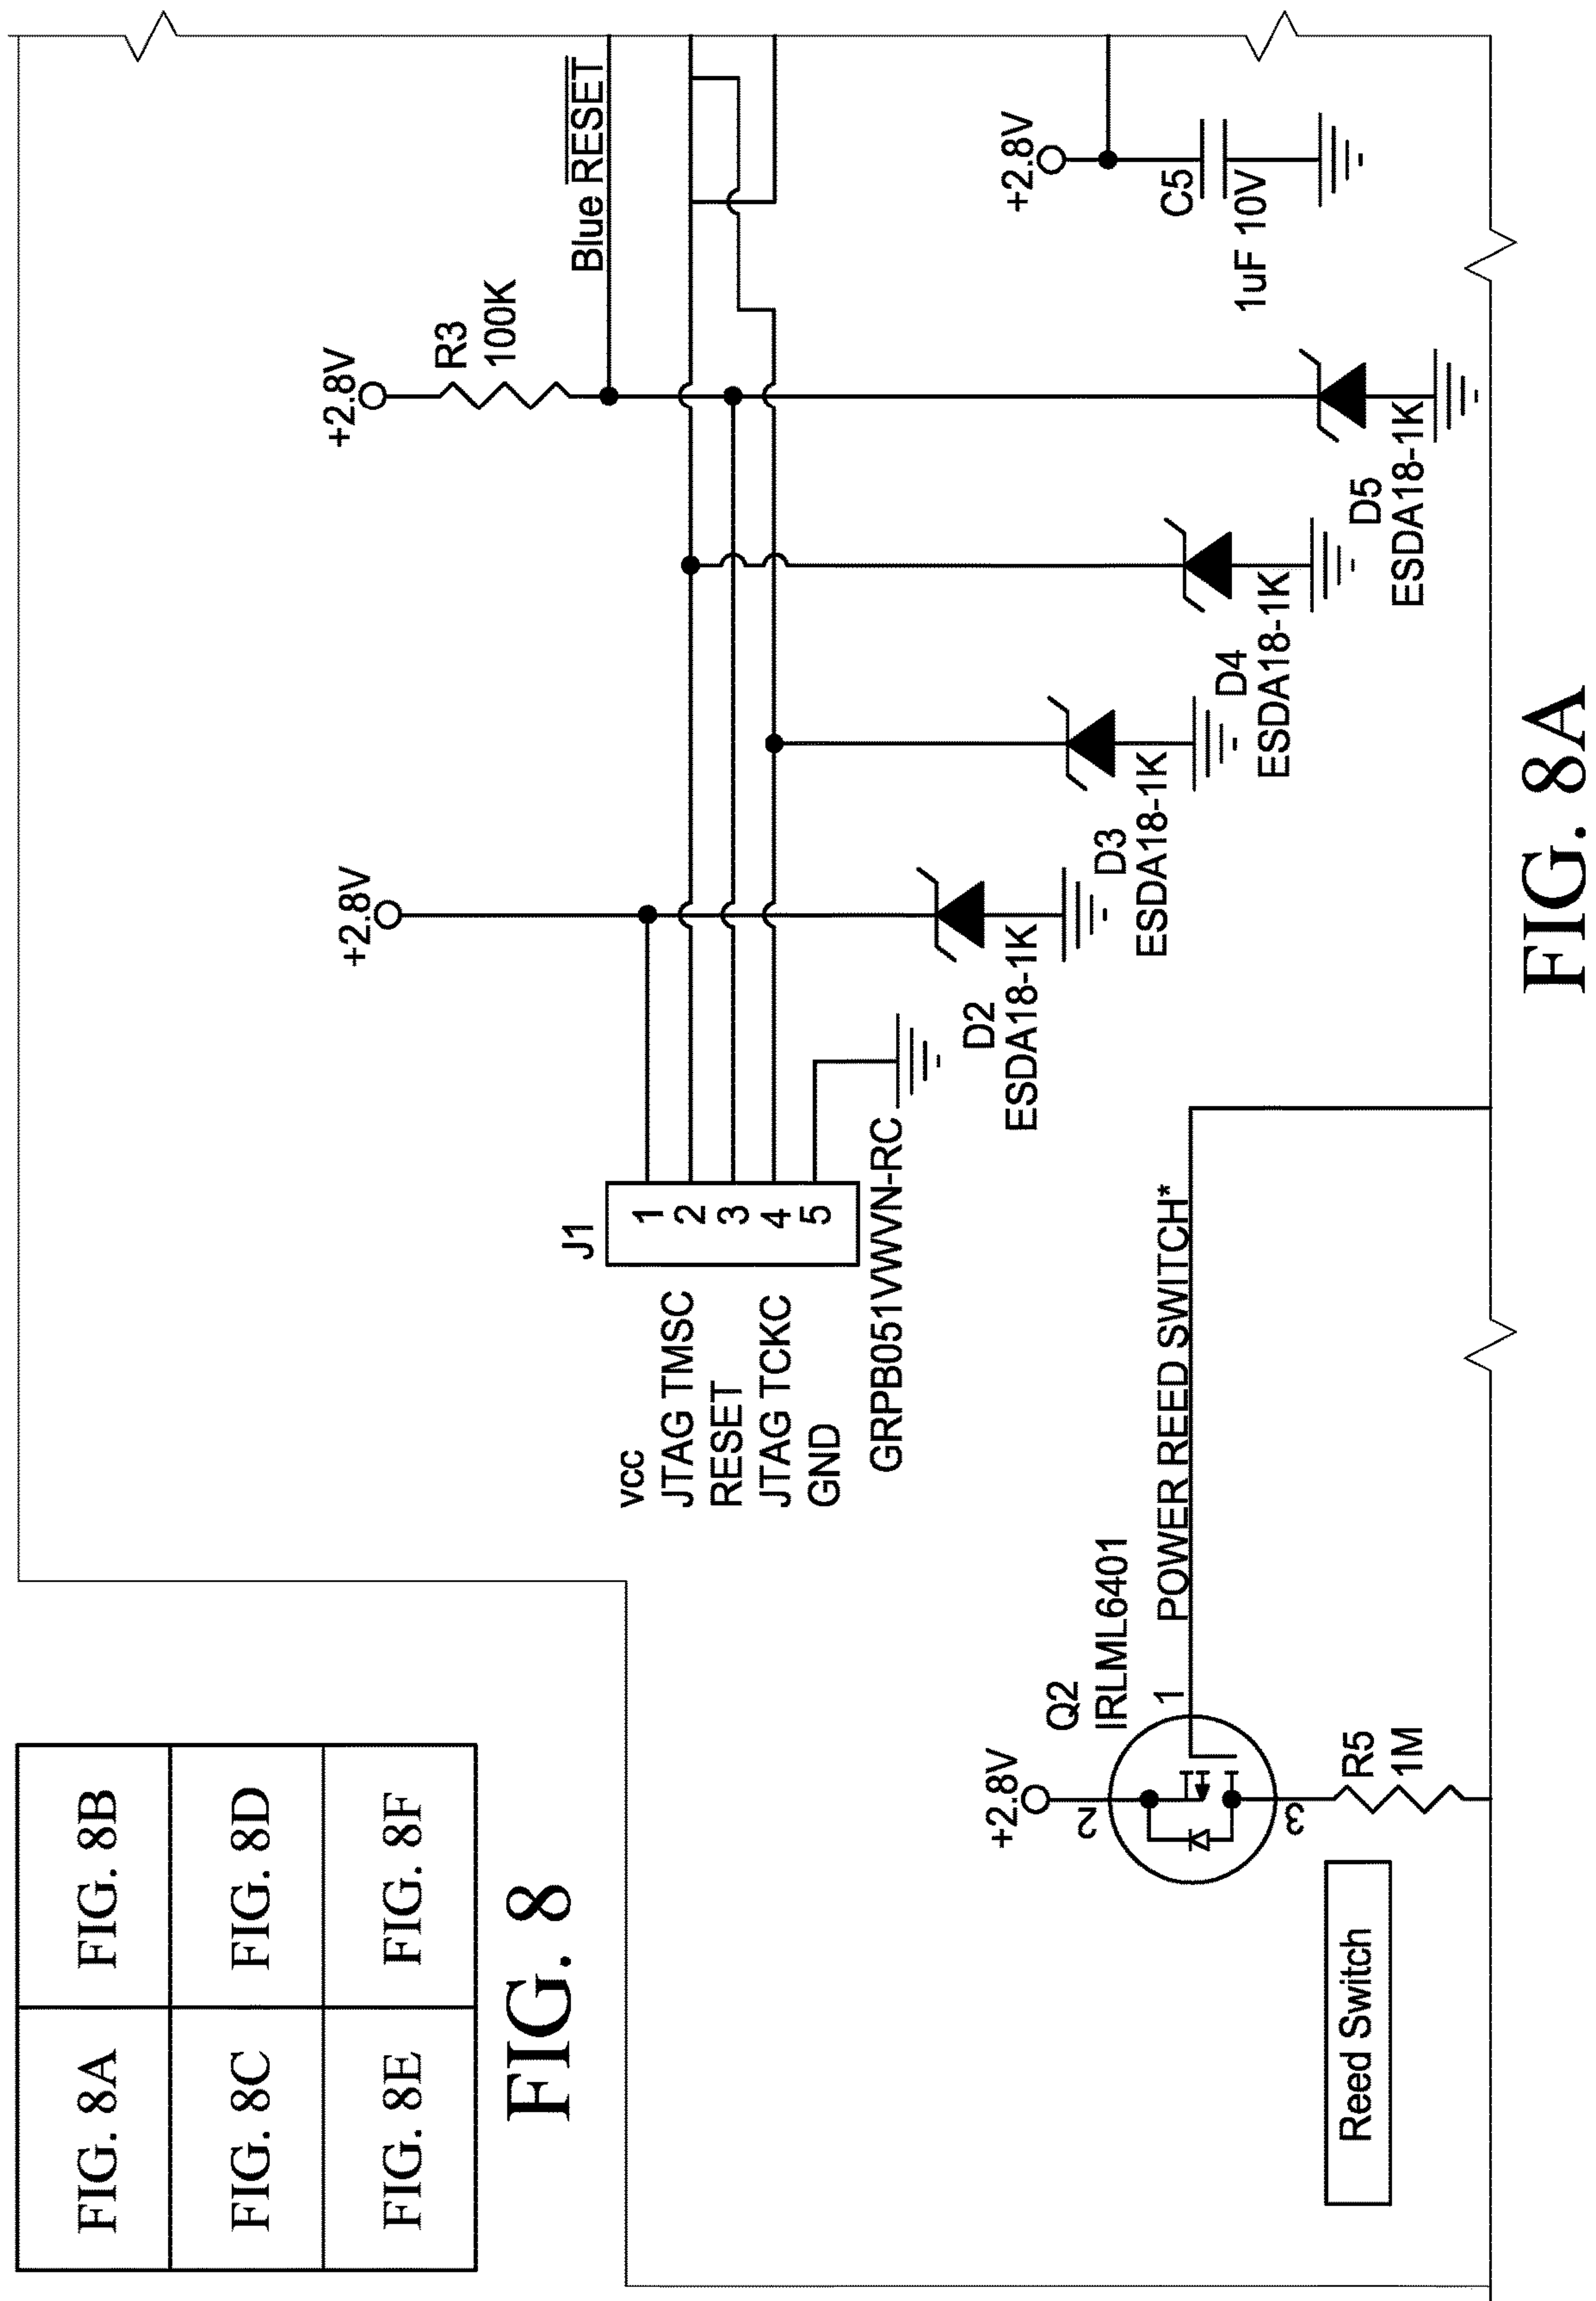 FIG. 8A
FIG. 8B
FIG. 8C
FIG. 8D
FIG. 8E
FIG. 8F
FIG. 8
+2.8V
R3
100K
+2.8V
Blue RESET
J1
vcc
1
JTAG TMSC
2
RESET
3
JTAG TCKC
4
GND
5
GRPB051VWVN-RC
D2
ESDA18-1K
D3
ESDA18-1K
D4
ESDA18-1K
D5
ESDA18-1K
+2.8V
C5
1uF 10V
+2.8V
Q2
IRLML6401
2
1
POWER REED SWITCH*
3
R5
1M
Reed Switch
FIG. 8A